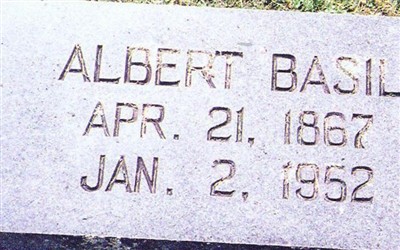 ALBERT BASIL
APR. 21, 1867
JAN. 2, 1952